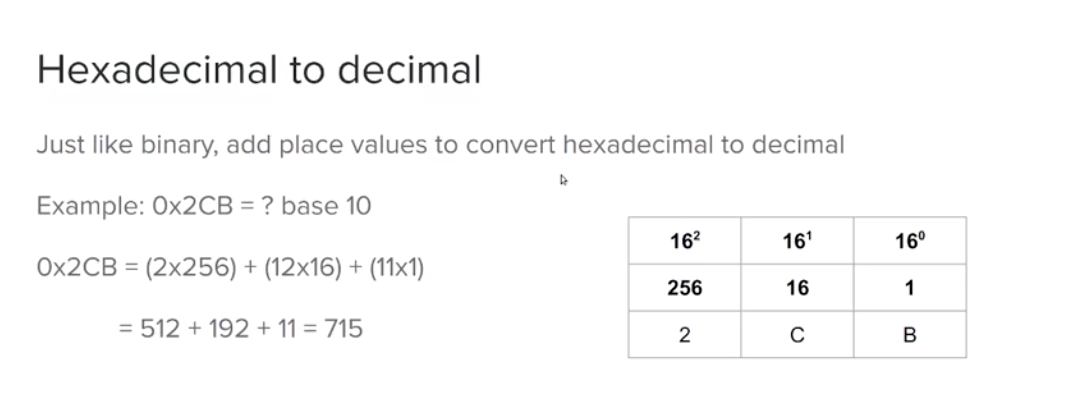 Hexadecimal to decimal
Just like binary, add place values to convert hexadecimal to decimal
Example: 0x2CB = ? base 10
0x2CB = (2x256) + (12x16) + (11x1)
= 512 + 192 + 11 = 715
16² 16¹ 16⁰
256 16 1
2 C B